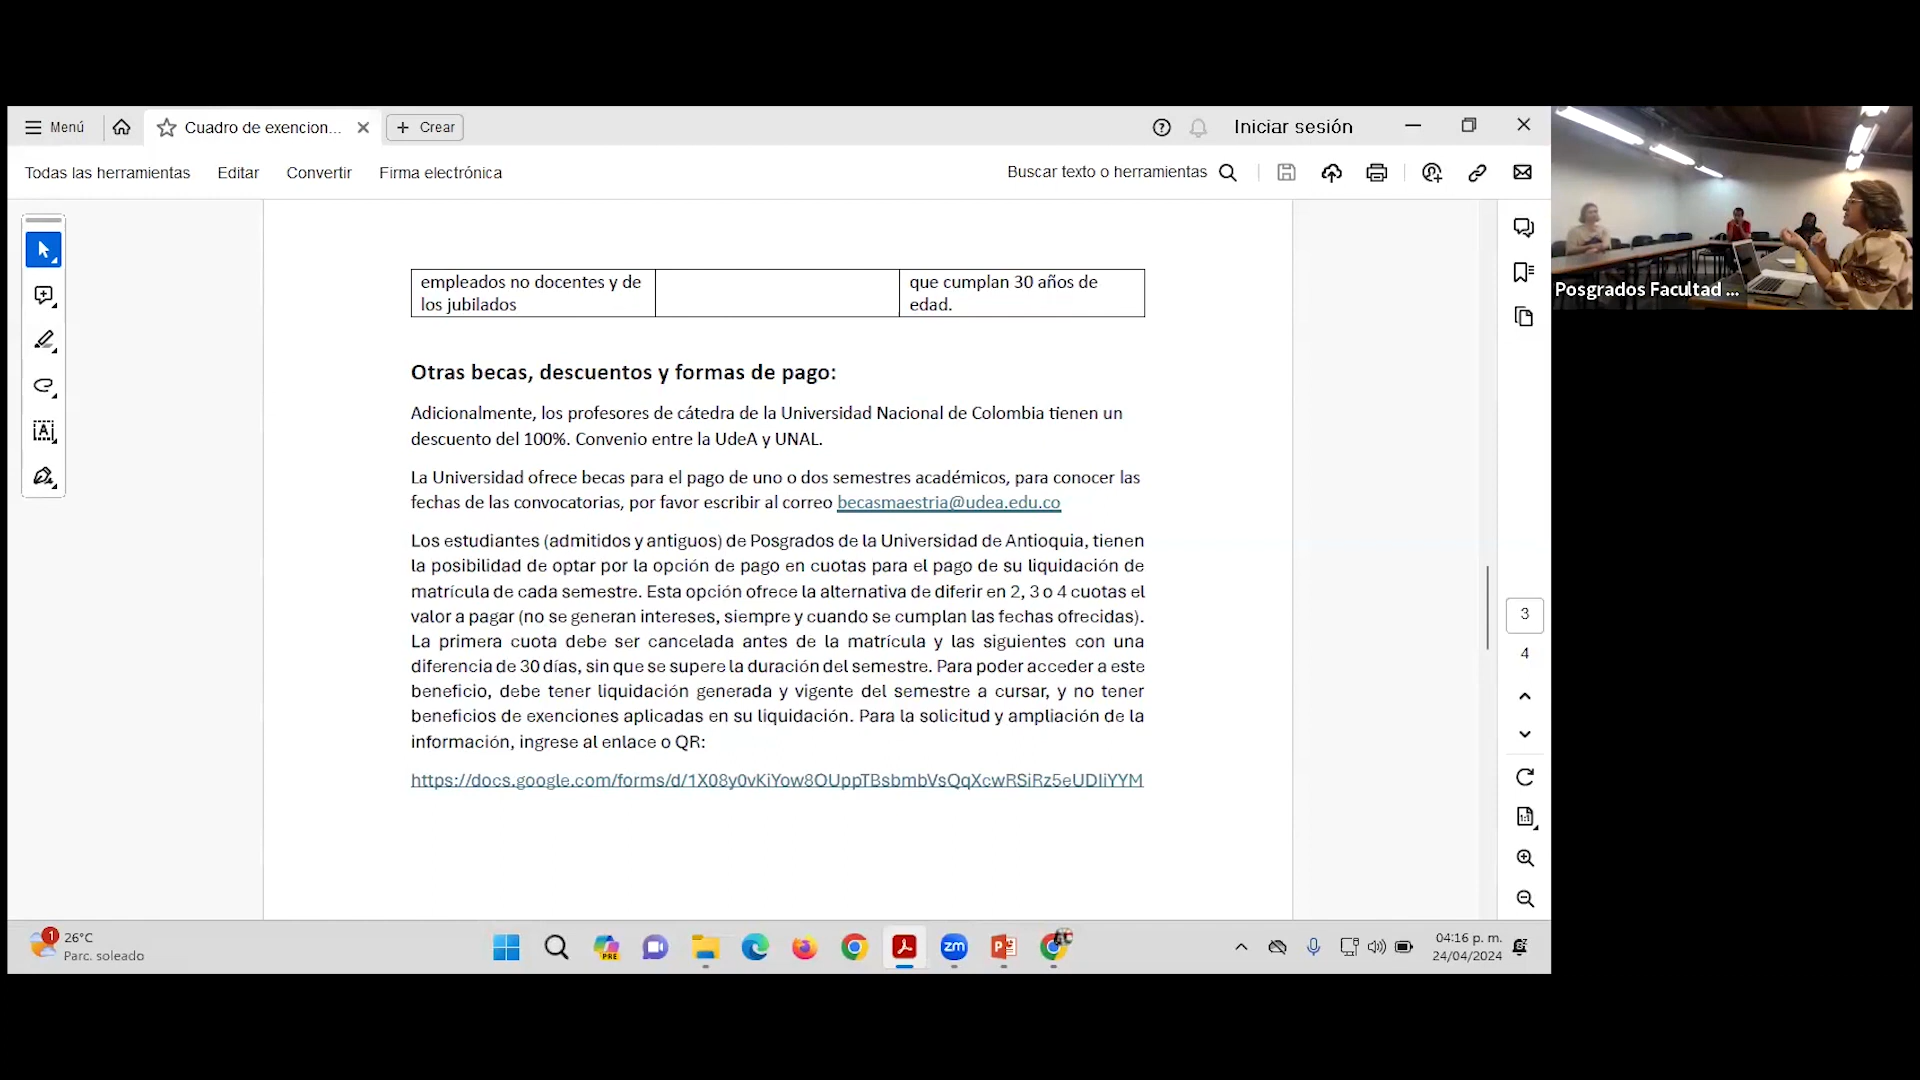 Menú
Cuadro de exencion...
Crear
Iniciar sesión
Todas las herramientas
Editar
Convertir
Firma electrónica
Buscar texto o herramientas
empleados no docentes y de
los jubilados
que cumplan 30 años de
edad.
Otras becas, descuentos y formas de pago:
Adicionalmente, los profesores de cátedra de la Universidad Nacional de Colombia tienen un
descuento del 100%. Convenio entre la UdeA y UNAL.
La Universidad ofrece becas para el pago de uno o dos semestres académicos, para conocer las
fechas de las convocatorias, por favor escribir al correo becasmaestria@udea.edu.co
Los estudiantes (admitidos y antiguos) de Posgrados de la Universidad de Antioquia, tienen
la posibilidad de optar por la opción de pago en cuotas para el pago de su liquidación de
matrícula de cada semestre. Esta opción ofrece la alternativa de diferir en 2, 3 o 4 cuotas el
valor a pagar (no se generan intereses, siempre y cuando se cumplan las fechas ofrecidas).
La primera cuota debe ser cancelada antes de la matrícula y las siguientes con una
diferencia de 30 días, sin que se supere la duración del semestre. Para poder acceder a este
beneficio, debe tener liquidación generada y vigente del semestre a cursar, y no tener
beneficios de exenciones aplicadas en su liquidación. Para la solicitud y ampliación de la
información, ingrese al enlace o QR:
https://docs.google.com/forms/d/1X08y0vKiYow8OUppTBsbmbVsQqXcwRSiRz5eUDIiYYM
3
4
Posgrados Facultad ...
1
26°C
Parc. soleado
PRE
zm
04:16 p. m.
24/04/2024